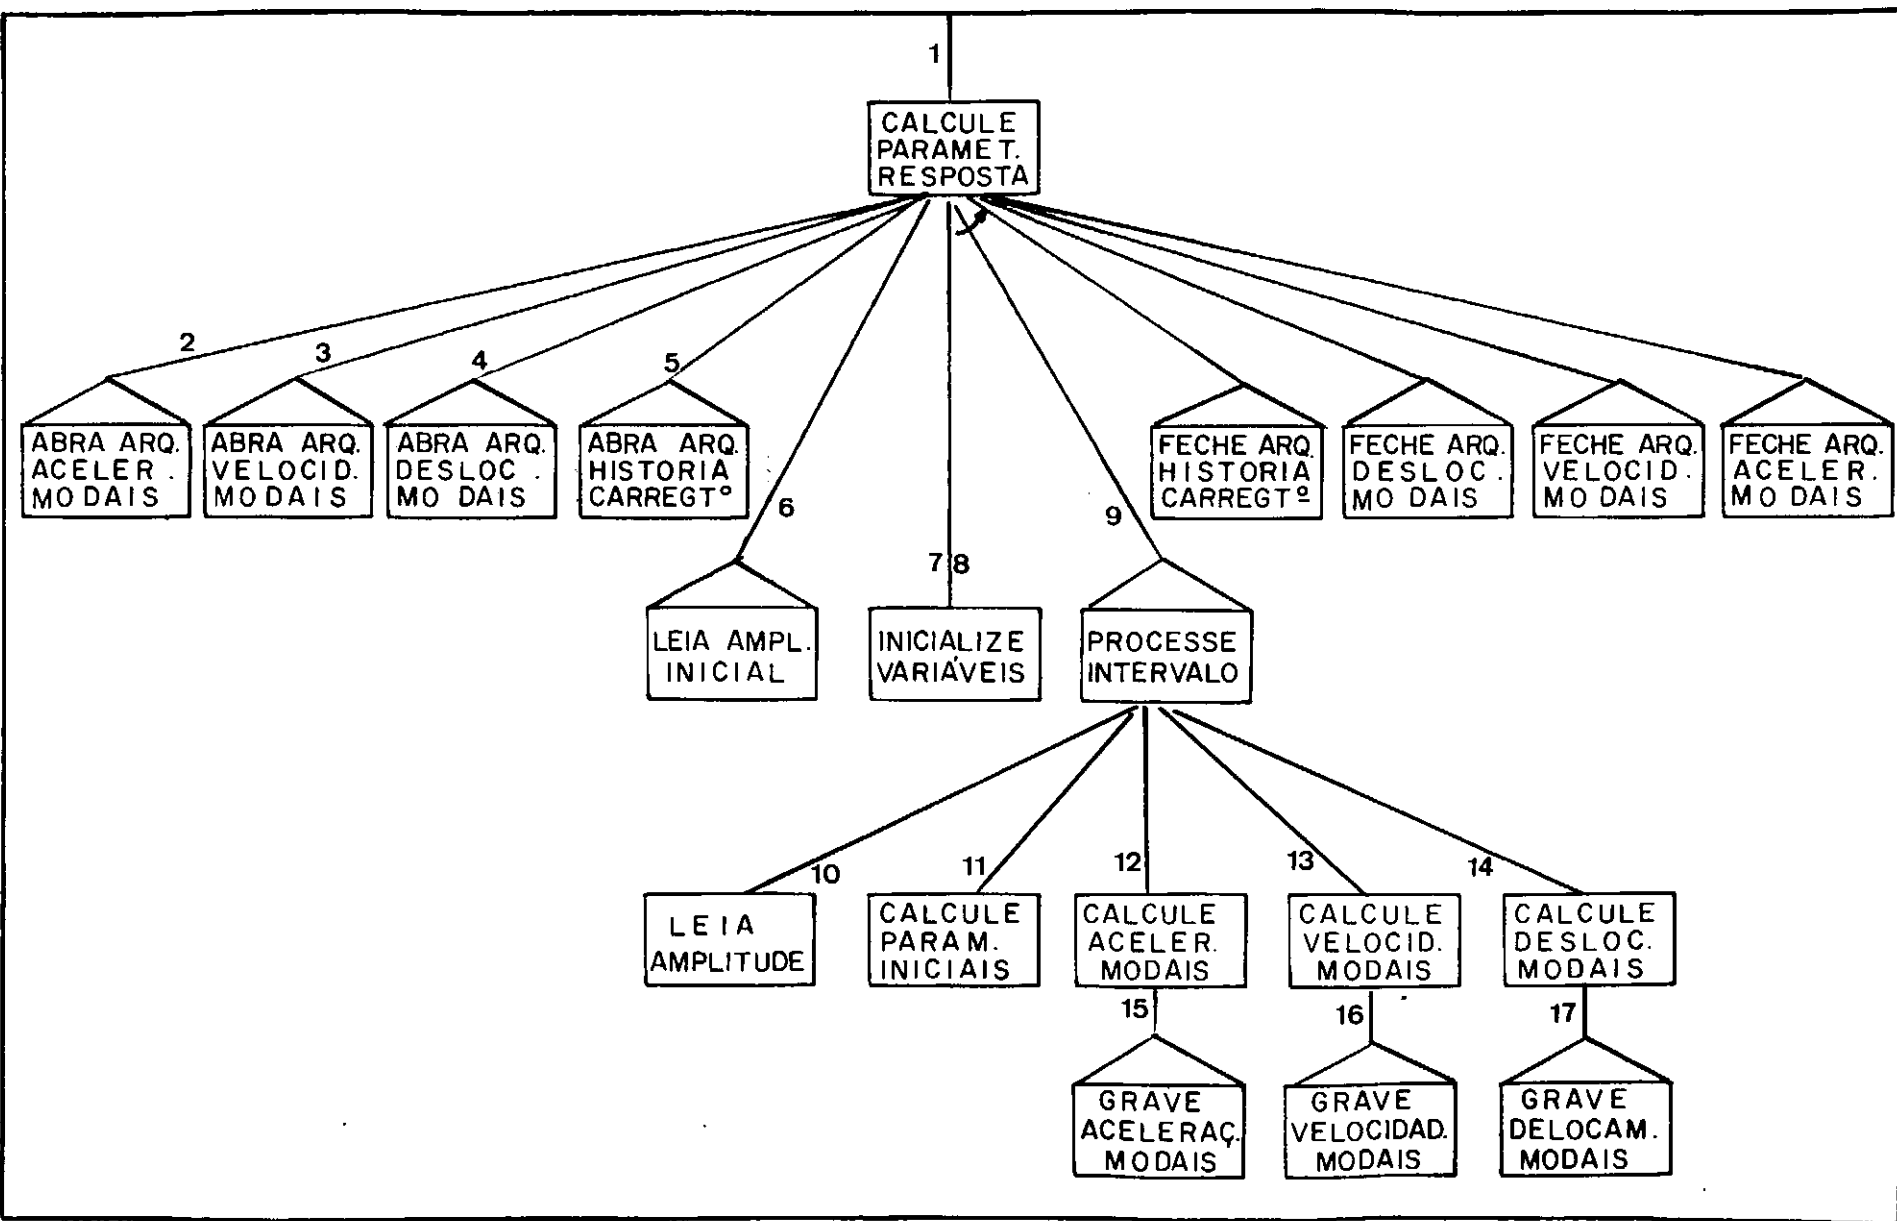 1
CALCULE
PARAMET.
RESPOSTA
2
3
4
5
ABRA ARQ.
ACELER.
MODAIS
ABRA ARQ.
VELOCID.
MODAIS
ABRA ARQ.
DESLOC.
MODAIS
ABRA ARQ.
HISTORIA
CARREGTº
FECHE ARQ.
HISTORIA
CARREGTº
FECHE ARQ.
DESLOC.
MODAIS
FECHE ARQ.
VELOCID.
MODAIS
FECHE ARQ.
ACELER.
MODAIS
6
7 8
9
LEIA AMPL.
INICIAL
INICIALIZE
VARIÁVEIS
PROCESSE
INTERVALO
10
11
12
13
14
LEIA
AMPLITUDE
CALCULE
PARAM.
INICIAIS
CALCULE
ACELER.
MODAIS
CALCULE
VELOCID.
MODAIS
CALCULE
DESLOC.
MODAIS
15
16
17
GRAVE
ACELERAÇ.
MODAIS
GRAVE
VELOCIDAD.
MODAIS
GRAVE
DELOCAM.
MODAIS